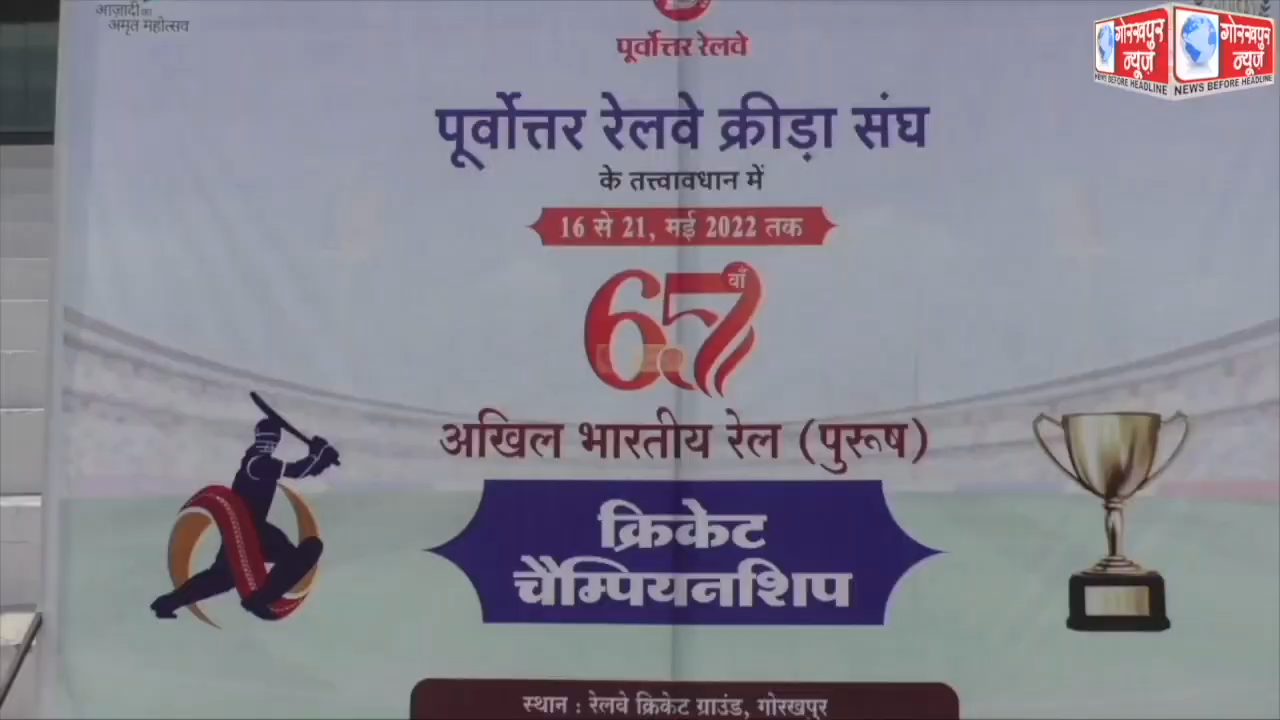 आज़ादी का
अमृत महोत्सव
पूर्वोत्तर रेलवे
गोरखपुर
न्यूज़
NEWS BEFORE HEADLINE
गोरखपुर
न्यूज़
NEWS BEFORE HEADLINE
पूर्वोत्तर रेलवे क्रीड़ा संघ
के तत्त्वावधान में
16 से 21, मई 2022 तक
67वाँ
अखिल भारतीय रेल (पुरूष)
क्रिकेट
चैम्पियनशिप
स्थान : रेलवे क्रिकेट ग्राउंड, गोरखपुर